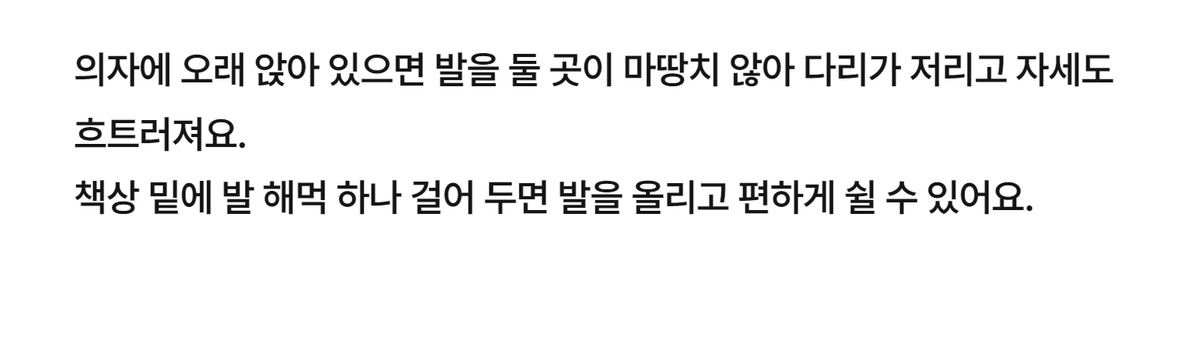 의자에 오래 앉아 있으면 발을 둘 곳이 마땅치 않아 다리가 저리고 자세도
흐트러져요.
책상 밑에 발 해먹 하나 걸어 두면 발을 올리고 편하게 쉴 수 있어요.